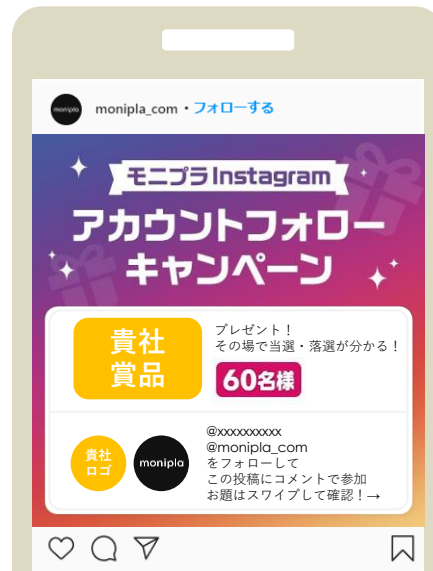 monipla
monipla_com・フォローする
モニプラInstagram
アカウントフォロー
キャンペーン
貴社
賞品
プレゼント！
その場で当選・落選が分かる！
60名様
貴社
ロゴ
monipla
@xxxxxxxxxx
@monipla_com
をフォローして
この投稿にコメントで参加
お題はスワイプして確認！→